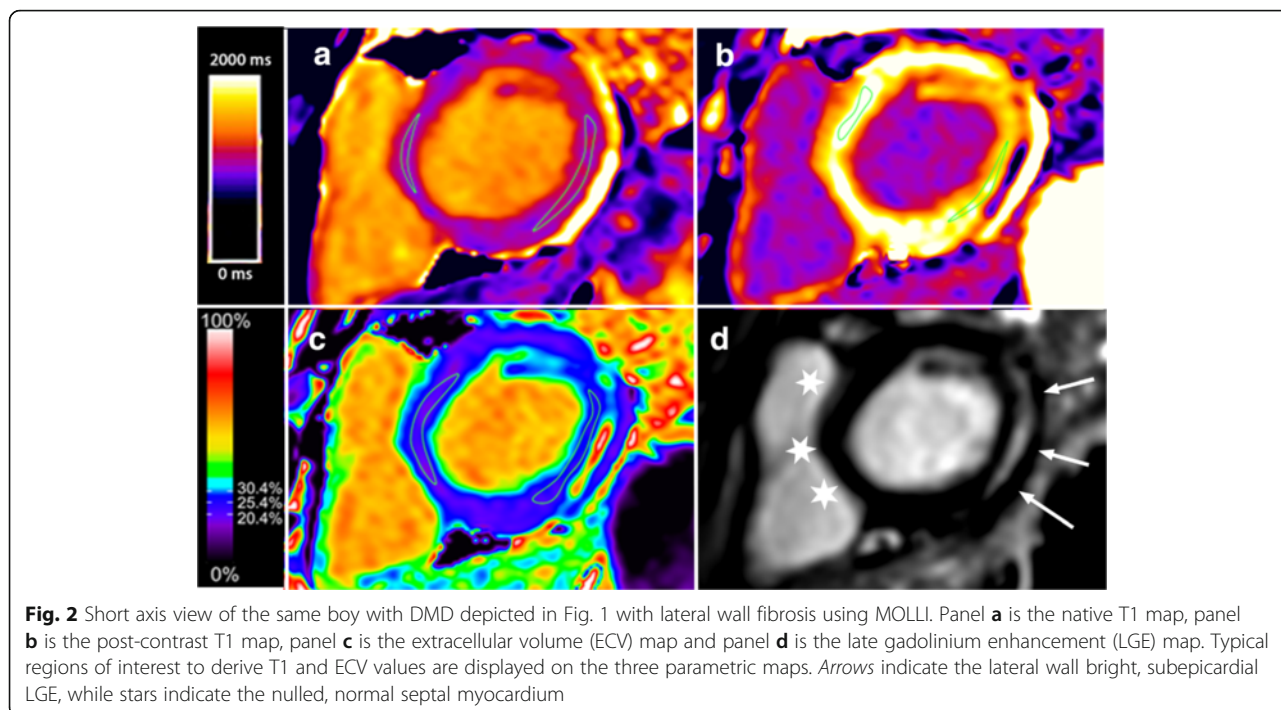 2000 ms
a
b
0 ms
100%
c
d
30.4%
25.4%
20.4%
0%
Fig. 2 Short axis view of the same boy with DMD depicted in Fig. 1 with lateral wall fibrosis using MOLLI. Panel a is the native T1 map, panel
b is the post-contrast T1 map, panel c is the extracellular volume (ECV) map and panel d is the late gadolinium enhancement (LGE) map. Typical
regions of interest to derive T1 and ECV values are displayed on the three parametric maps. Arrows indicate the lateral wall bright, subepicardial
LGE, while stars indicate the nulled, normal septal myocardium